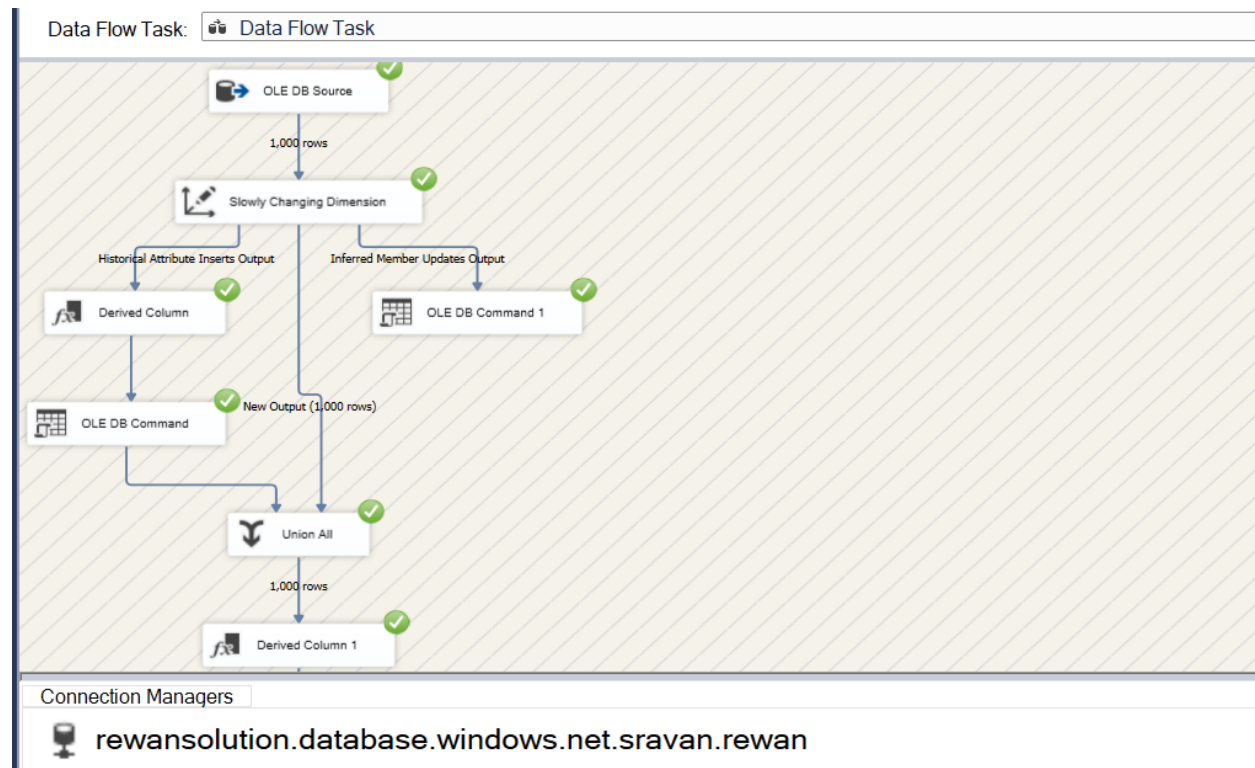 Data Flow Task: Data Flow Task
OLE DB Source
1,000 rows
Slowly Changing Dimension
Historical Attribute Inserts Output
Inferred Member Updates Output
Derived Column
OLE DB Command 1
New Output (1,000 rows)
OLE DB Command
Union All
1,000 rows
Derived Column 1
Connection Managers
rewansolution.database.windows.net.sravan.rewan